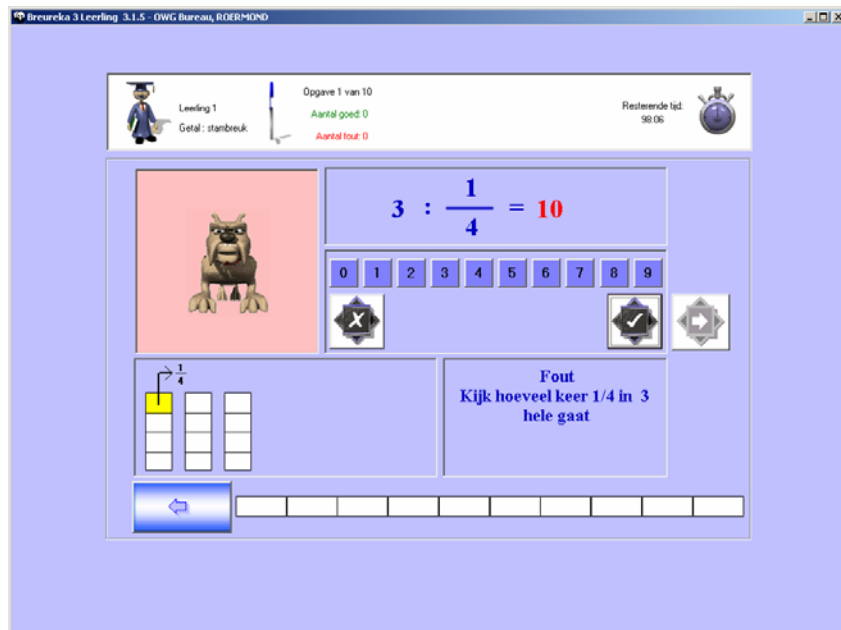 Breureka 3 Leerling 3.1.5 - OWG Bureau, ROERMOND
Leerling 1
Getal : stambreuk
Opgave 1 van 10
Aantal goed: 0
Aantal fout: 0
Resterende tijd:
98:06
3 : 1/4 = 10
0 1 2 3 4 5 6 7 8 9
1/4
Fout
Kijk hoeveel keer 1/4 in 3
hele gaat